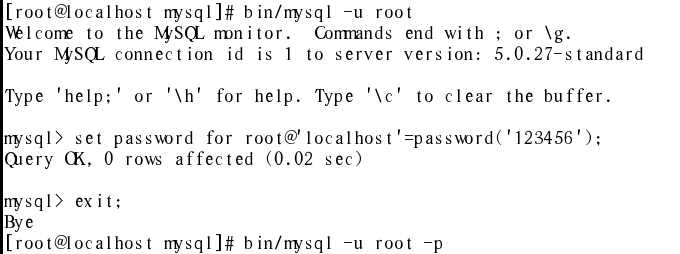 [root@localhost mysql]# bin/mysql -u root
Welcome to the MySQL monitor.  Commands end with ; or \g.
Your MySQL connection id is 1 to server version: 5.0.27-standard
Type 'help;' or '\h' for help. Type '\c' to clear the buffer.
mysql> set password for root@'localhost'=password('123456');
Query OK, 0 rows affected (0.02 sec)
mysql> exit;
Bye
[root@localhost mysql]# bin/mysql -u root -p